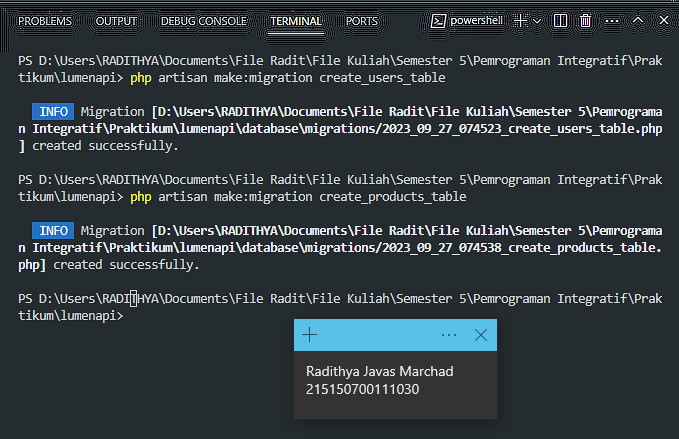 PROBLEMS OUTPUT DEBUG CONSOLE TERMINAL PORTS powershell
PS D:\Users\RADITHYA\Documents\File Radit\File Kuliah\Semester 5\Pemrograman Integratif\Prak
tikum\lumenapi> php artisan make:migration create_users_table
INFO Migration [D:\Users\RADITHYA\Documents\File Radit\File Kuliah\Semester 5\Pemrograma
n Integratif\Praktikum\lumenapi\database\migrations/2023_09_27_074523_create_users_table.php
] created successfully.
PS D:\Users\RADITHYA\Documents\File Radit\File Kuliah\Semester 5\Pemrograman Integratif\Prak
tikum\lumenapi> php artisan make:migration create_products_table
INFO Migration [D:\Users\RADITHYA\Documents\File Radit\File Kuliah\Semester 5\Pemrograma
n Integratif\Praktikum\lumenapi\database\migrations/2023_09_27_074538_create_products_table.
php] created successfully.
PS D:\Users\RADITHYA\Documents\File Radit\File Kuliah\Semester 5\Pemrograman Integratif\Prak
tikum\lumenapi>
Radithya Javas Marchad
215150700111030